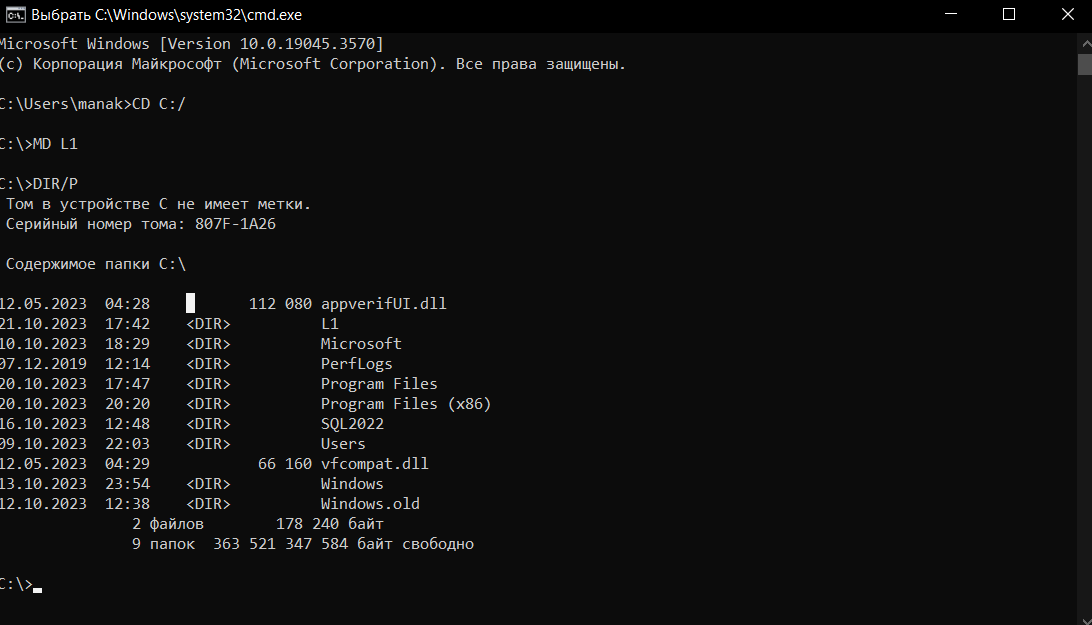 Выбрать C:\Windows\system32\cmd.exe
Microsoft Windows [Version 10.0.19045.3570]
(c) Корпорация Майкрософт (Microsoft Corporation). Все права защищены.
C:\Users\manak>CD C:/
C:\>MD L1
C:\>DIR/P
Том в устройстве C не имеет метки.
Серийный номер тома: 807F-1A26
Содержимое папки C:\
12.05.2023  04:28           112 080 appverifUI.dll
21.10.2023  17:42    <DIR>          L1
10.10.2023  18:29    <DIR>          Microsoft
07.12.2019  12:14    <DIR>          PerfLogs
20.10.2023  17:47    <DIR>          Program Files
20.10.2023  20:20    <DIR>          Program Files (x86)
16.10.2023  12:48    <DIR>          SQL2022
09.10.2023  22:03    <DIR>          Users
12.05.2023  04:29            66 160 vfcompat.dll
13.10.2023  23:54    <DIR>          Windows
12.10.2023  12:38    <DIR>          Windows.old
2 файлов        178 240 байт
9 папок  363 521 347 584 байт свободно
C:\>